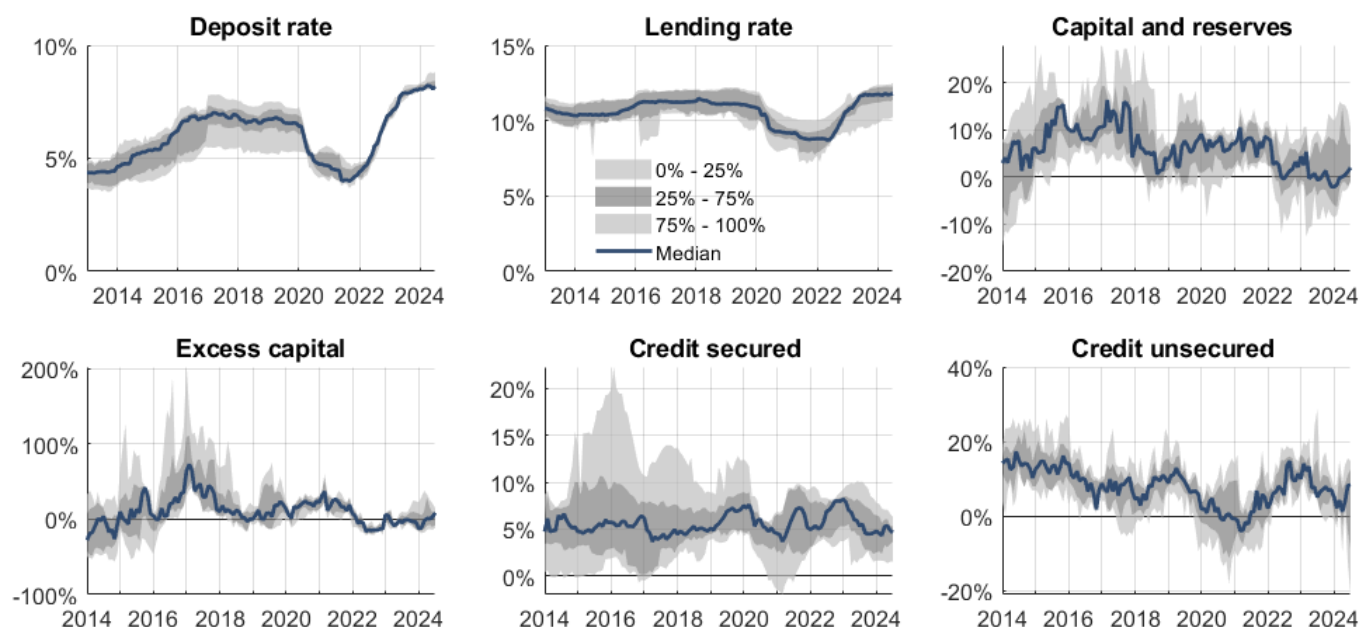 Deposit rate
10%
5%
0%
2014 2016 2018 2020 2022 2024
Lending rate
15%
10%
5%
0%
0% - 25%
25% - 75%
75% - 100%
Median
2014 2016 2018 2020 2022 2024
Capital and reserves
20%
10%
0%
-10%
-20%
2014 2016 2018 2020 2022 2024
Excess capital
200%
100%
0%
-100%
2014 2016 2018 2020 2022 2024
Credit secured
20%
15%
10%
5%
0%
2014 2016 2018 2020 2022 2024
Credit unsecured
40%
20%
0%
-20%
2014 2016 2018 2020 2022 2024